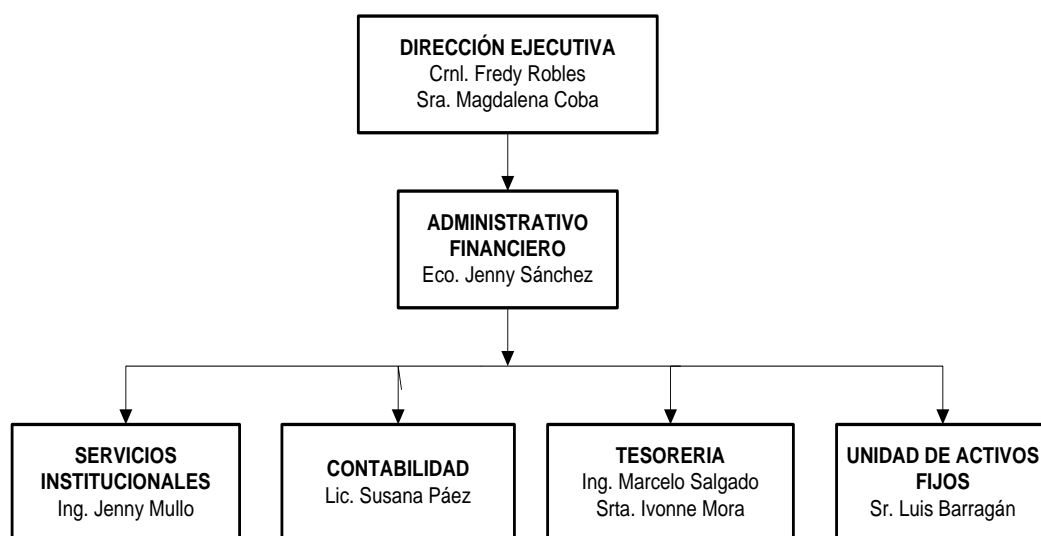 DIRECCIÓN EJECUTIVA
Crnl. Fredy Robles
Sra. Magdalena Coba
ADMINISTRATIVO
FINANCIERO
Eco. Jenny Sánchez
SERVICIOS
INSTITUCIONALES
Ing. Jenny Mullo
CONTABILIDAD
Lic. Susana Páez
TESORERIA
Ing. Marcelo Salgado
Srta. Ivonne Mora
UNIDAD DE ACTIVOS
FIJOS
Sr. Luis Barragán